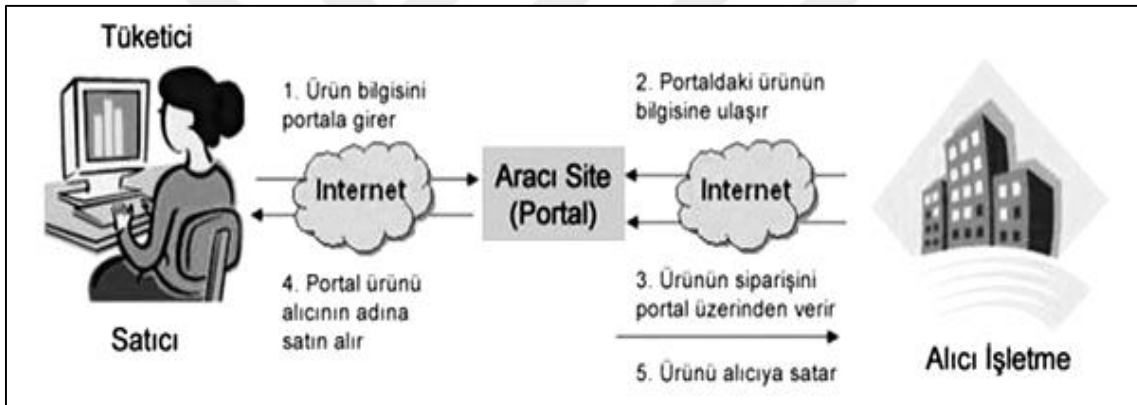 Tüketici
1. Ürün bilgisini
portala girer
2. Portaldaki ürünün
bilgisine ulaşır
Internet
Aracı Site
(Portal)
Internet
4. Portal ürünü
alıcının adına
satın alır
3. Ürünün siparişini
portal üzerinden verir
Satıcı
5. Ürünü alıcıya satar
Alıcı İşletme